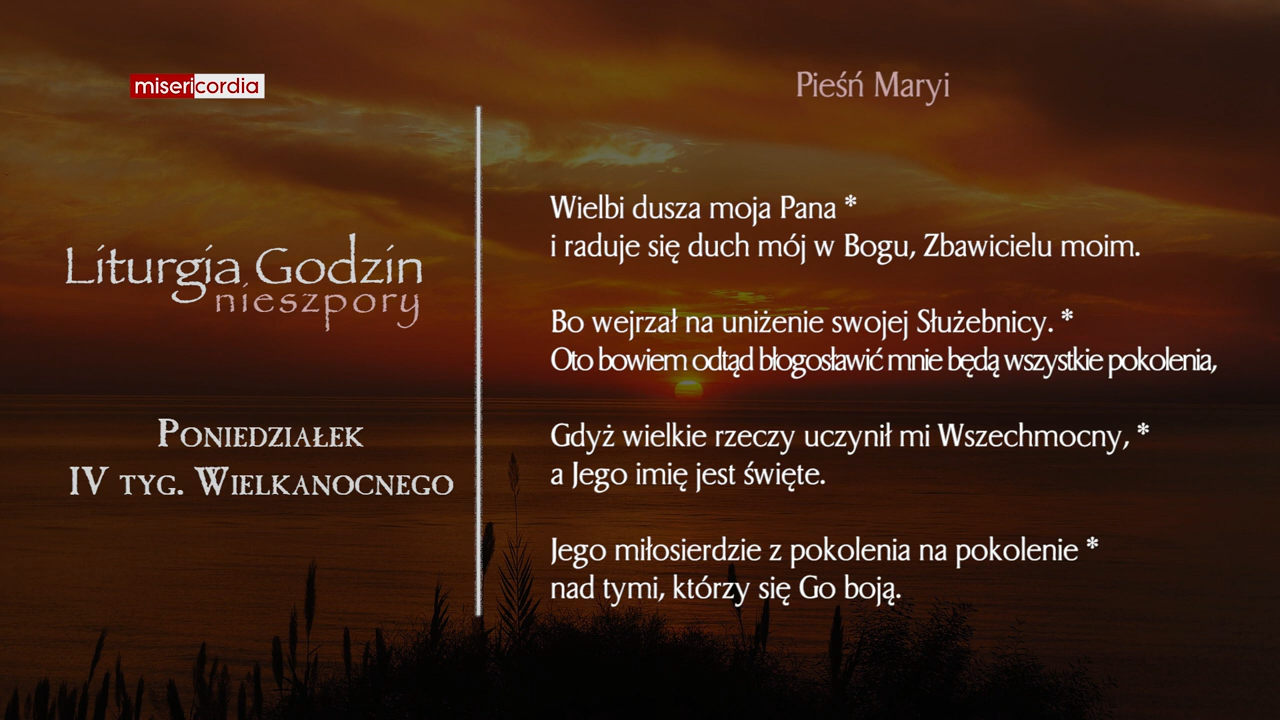 misericordia
Liturgia Godzin
nieszpory
Poniedziałek
IV tyg. Wielkanocnego
Pieśń Maryi
Wielbi dusza moja Pana *
i raduje się duch mój w Bogu, Zbawicielu moim.
Bo wejrzał na uniżenie swojej Służebnicy. *
Oto bowiem odtąd błogosławić mnie będą wszystkie pokolenia,
Gdyż wielkie rzeczy uczynił mi Wszechmocny, *
a Jego imię jest święte.
Jego miłosierdzie z pokolenia na pokolenie *
nad tymi, którzy się Go boją.